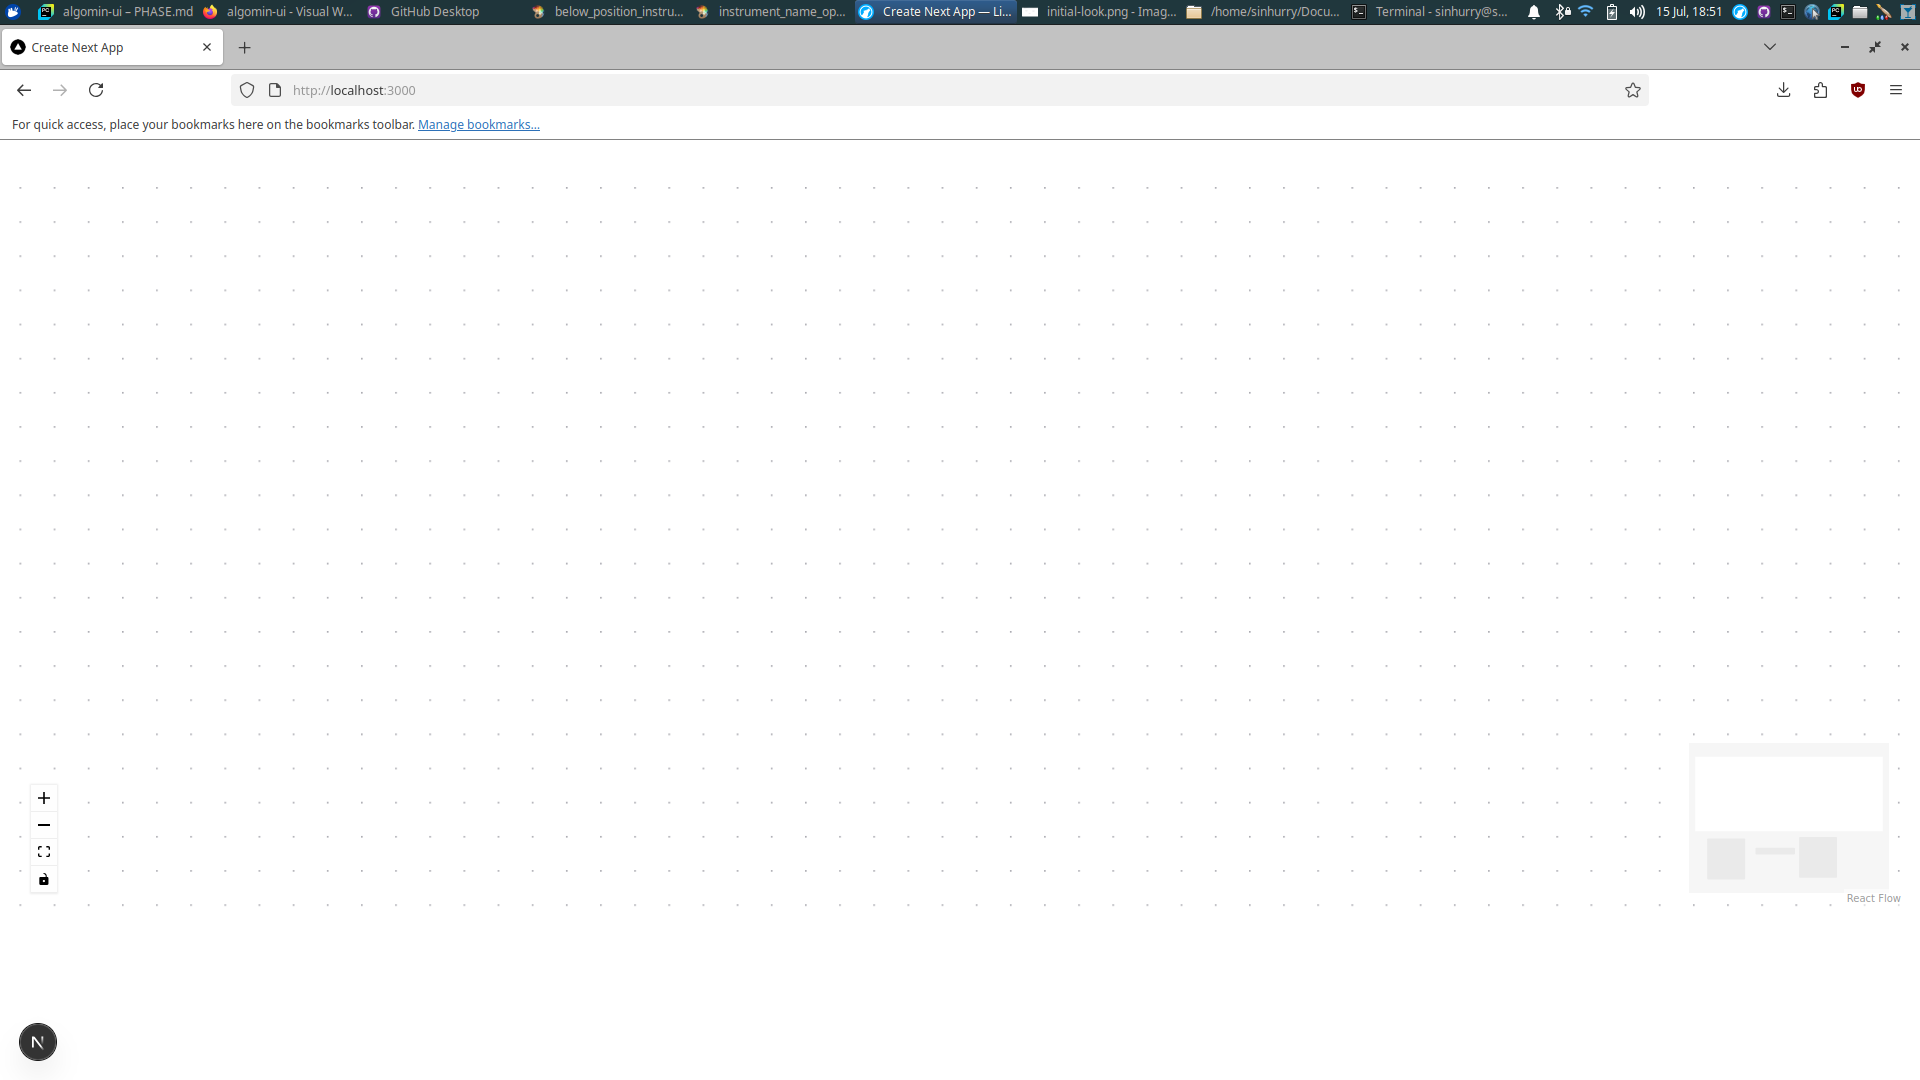 algomin-ui – PHASE.md
algomin-ui - Visual W...
GitHub Desktop
below_position_instru...
instrument_name_op...
Create Next App — Li...
initial-look.png - Imag...
/home/sinhurry/Docu...
Terminal - sinhurry@s...
15 Jul, 18:51
Create Next App
http://localhost:3000
For quick access, place your bookmarks here on the bookmarks toolbar. Manage bookmarks...
React Flow
N